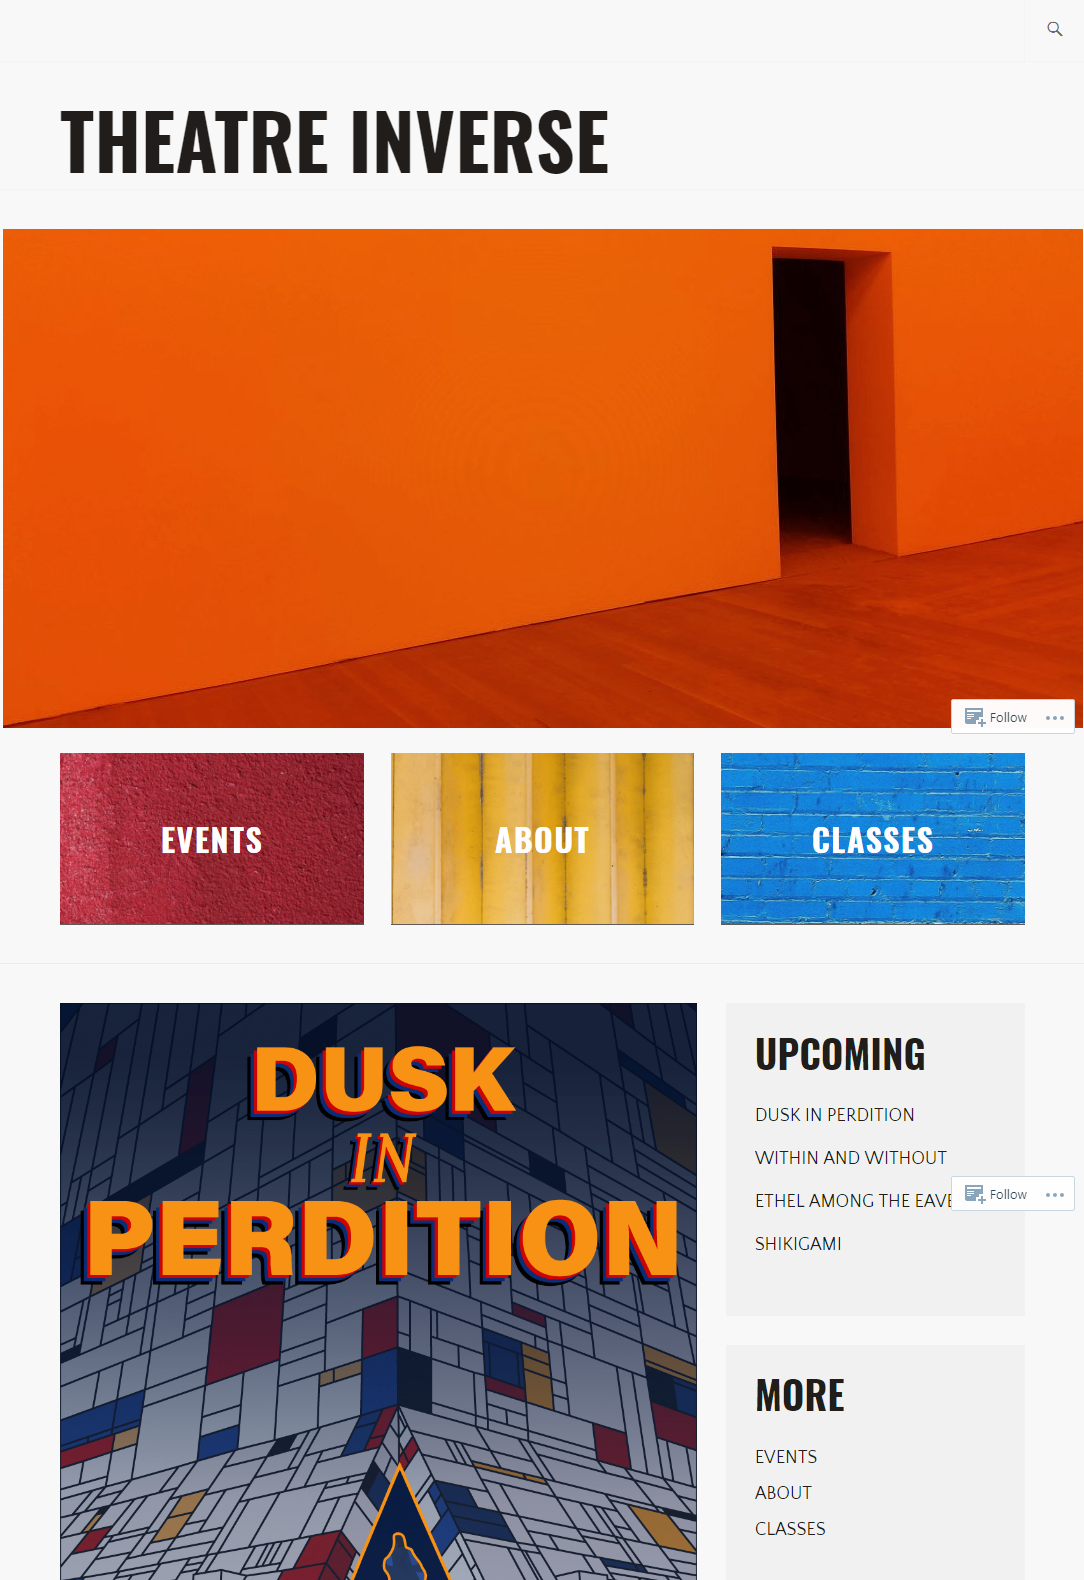 THEATRE INVERSE
Follow
EVENTS
ABOUT
CLASSES
DUSK
IN
PERDITION
UPCOMING
DUSK IN PERDITION
WITHIN AND WITHOUT
ETHEL AMONG THE EAVE
Follow
SHIKIGAMI
MORE
EVENTS
ABOUT
CLASSES